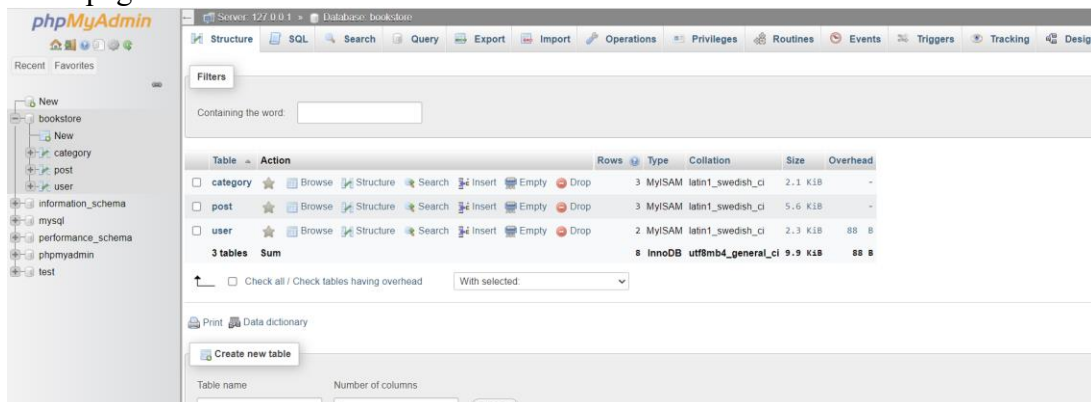 phpMyAdmin
Recent Favorites
New
bookstore
New
category
post
user
information_schema
mysql
performance_schema
phpmyadmin
test
Server: 127.0.0.1 » Database: bookstore
Structure SQL Search Query Export Import Operations Privileges Routines Events Triggers Tracking Desig
Filters
Containing the word:
Table Action Rows Type Collation Size Overhead
category Browse Structure Search Insert Empty Drop 3 MyISAM latin1_swedish_ci 2.1 KiB -
post Browse Structure Search Insert Empty Drop 3 MyISAM latin1_swedish_ci 5.6 KiB -
user Browse Structure Search Insert Empty Drop 2 MyISAM latin1_swedish_ci 2.3 KiB 88 B
3 tables Sum 8 InnoDB utf8mb4_general_ci 9.9 KiB 88 B
Check all / Check tables having overhead With selected:
Print Data dictionary
Create new table
Table name Number of columns